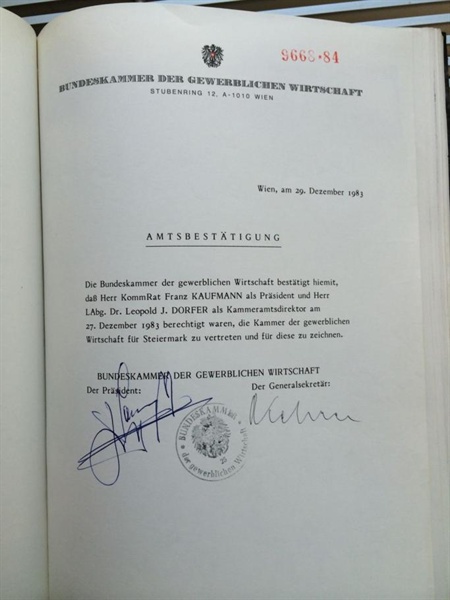 9668·84
BUNDESKAMMER DER GEWERBLICHEN WIRTSCHAFT
STUBENRING 12, A-1010 WIEN
Wien, am 29. Dezember 1983
AMTSBESTÄTIGUNG
Die Bundeskammer der gewerblichen Wirtschaft bestätigt hiemit,
daß Herr KommRat Franz KAUFMANN als Präsident und Herr
LAbg. Dr. Leopold J. DORFER als Kammeramtsdirektor am
27. Dezember 1983 berechtigt waren, die Kammer der gewerblichen
Wirtschaft für Steiermark zu vertreten und für diese zu zeichnen.
BUNDESKAMMER DER GEWERBLICHEN WIRTSCHAFT
Der Präsident:
Der Generalsekretär:
BUNDESKAMMER
der gewerblichen Wirtschaft
20